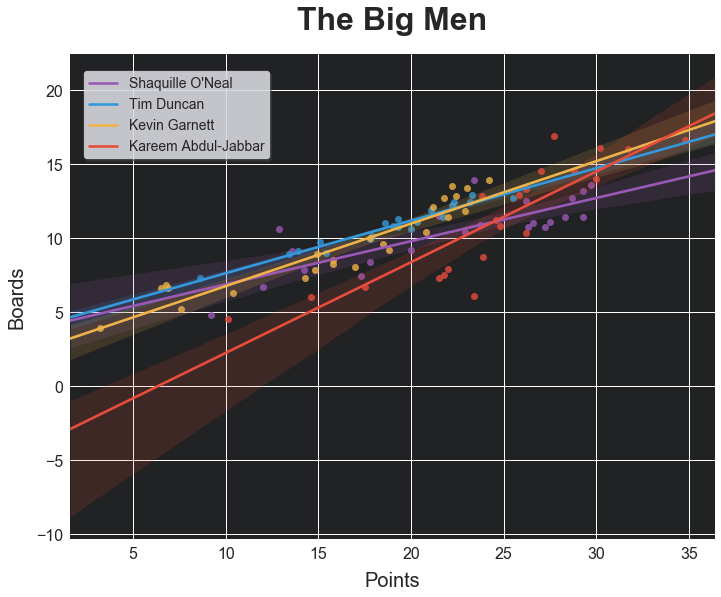 The Big Men
Shaquille O'Neal
Tim Duncan
Kevin Garnett
Kareem Abdul-Jabbar
20
15
10
5
0
−5
−10
Boards
5 10 15 20 25 30 35
Points